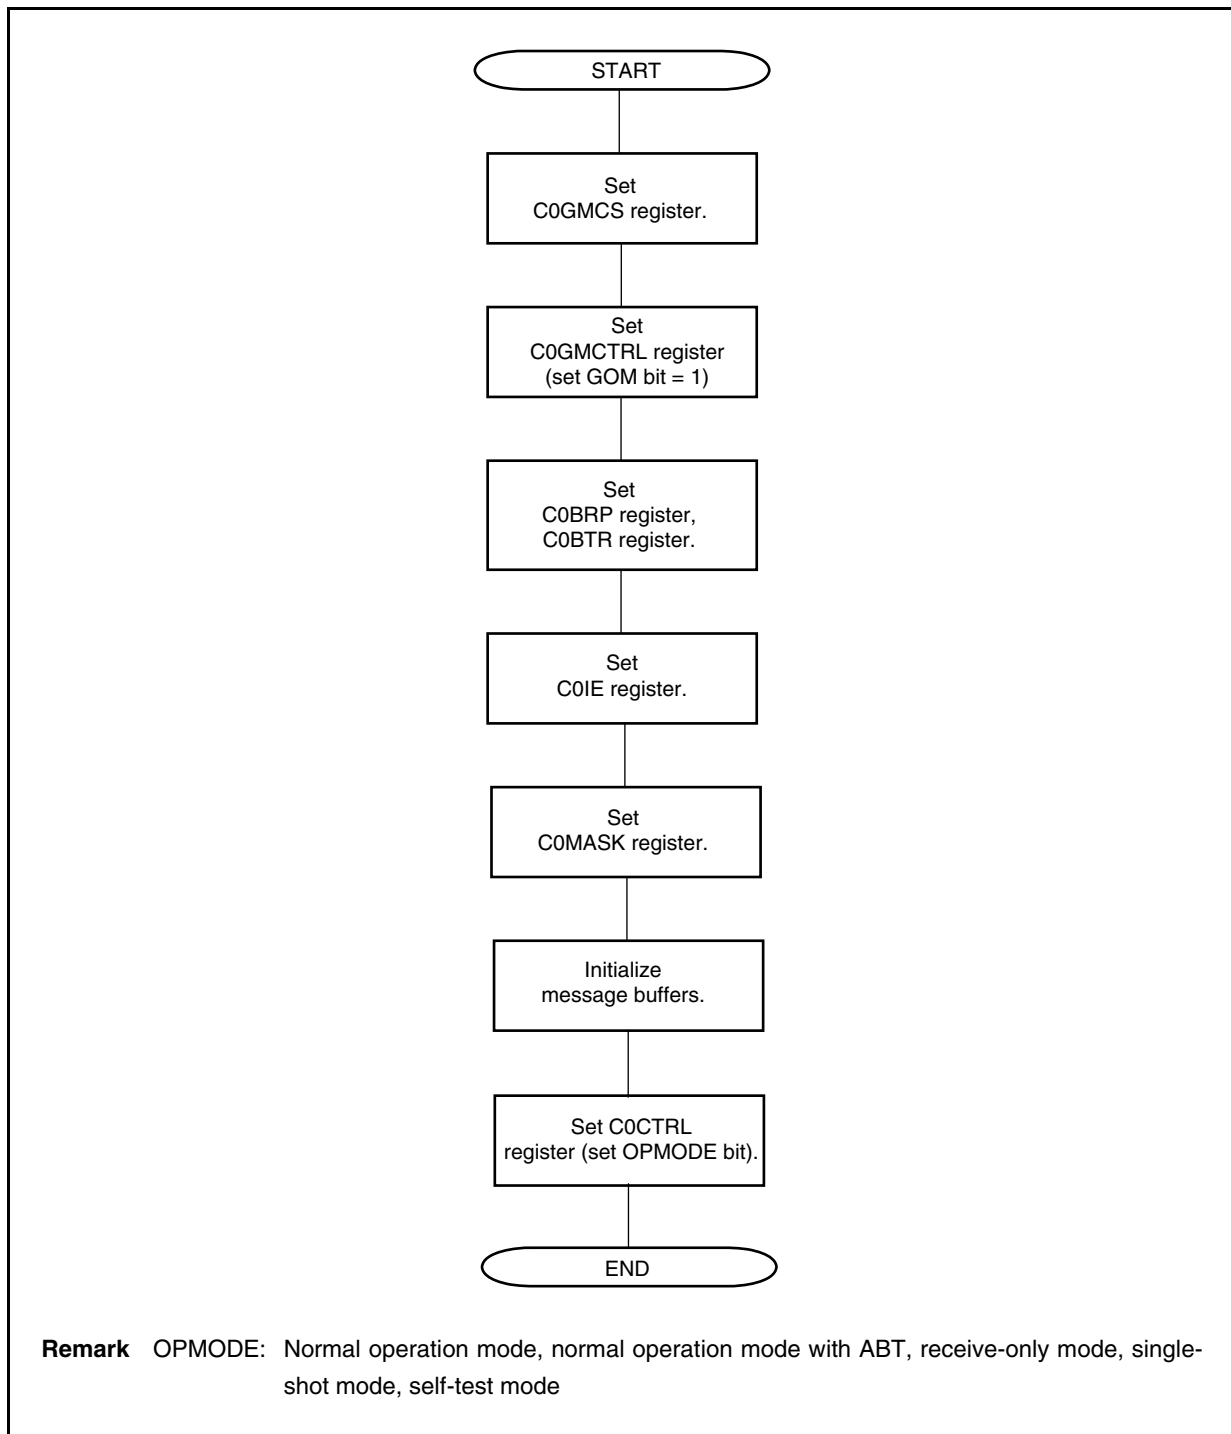 START
Set
C0GMCS register.
Set
C0GMCTRL register
(set GOM bit = 1)
Set
C0BRP register,
C0BTR register.
Set
C0IE register.
Set
C0MASK register.
Initialize
message buffers.
Set C0CTRL
register (set OPMODE bit).
END
Remark OPMODE: Normal operation mode, normal operation mode with ABT, receive-only mode, single-
shot mode, self-test mode